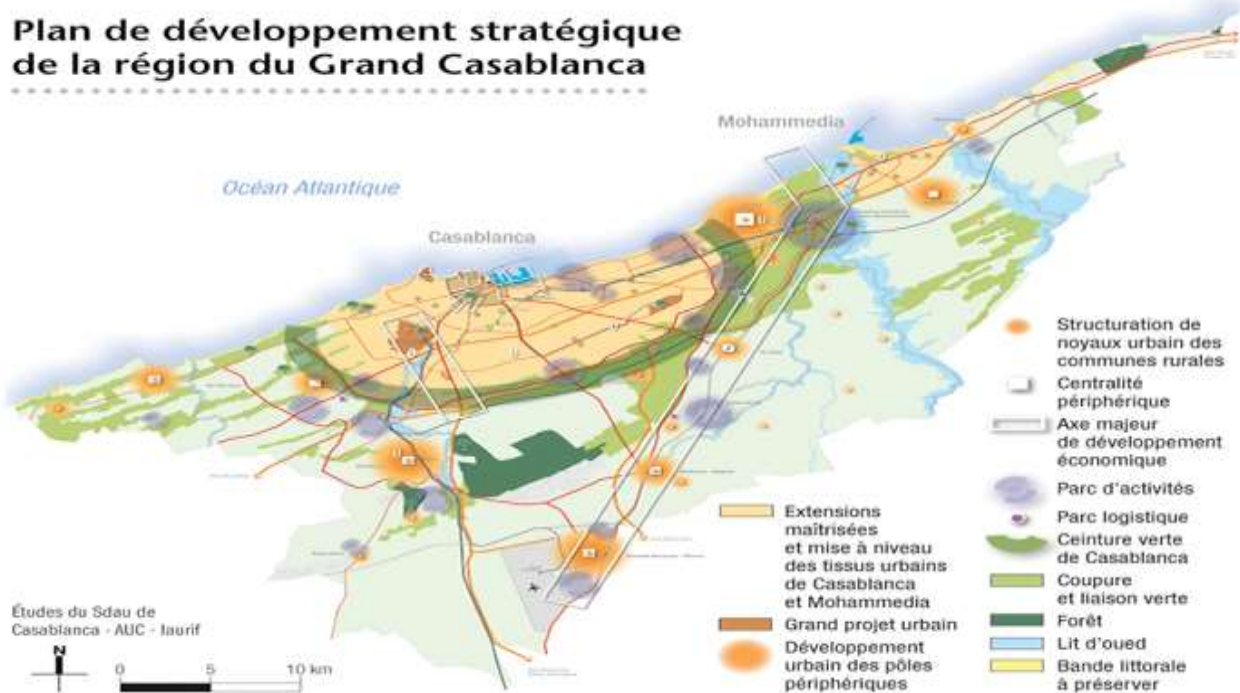 Plan de développement stratégique
de la région du Grand Casablanca
Mohammedia
Océan Atlantique
Casablanca
Structuration de
noyaux urbain des
communes rurales
Centralité
périphérique
Axe majeur
de développement
économique
Parc d'activités
Parc logistique
Ceinture verte
de Casablanca
Coupure
et liaison verte
Forêt
Lit d'oued
Bande littorale
à préserver
Extensions
maîtrisées
et mise à niveau
des tissus urbains
de Casablanca
et Mohammedia
Grand projet urbain
Développement
urbain des pôles
périphériques
Études du Sdau de
Casablanca - AUC - Iaurif
N
0 5 10 km